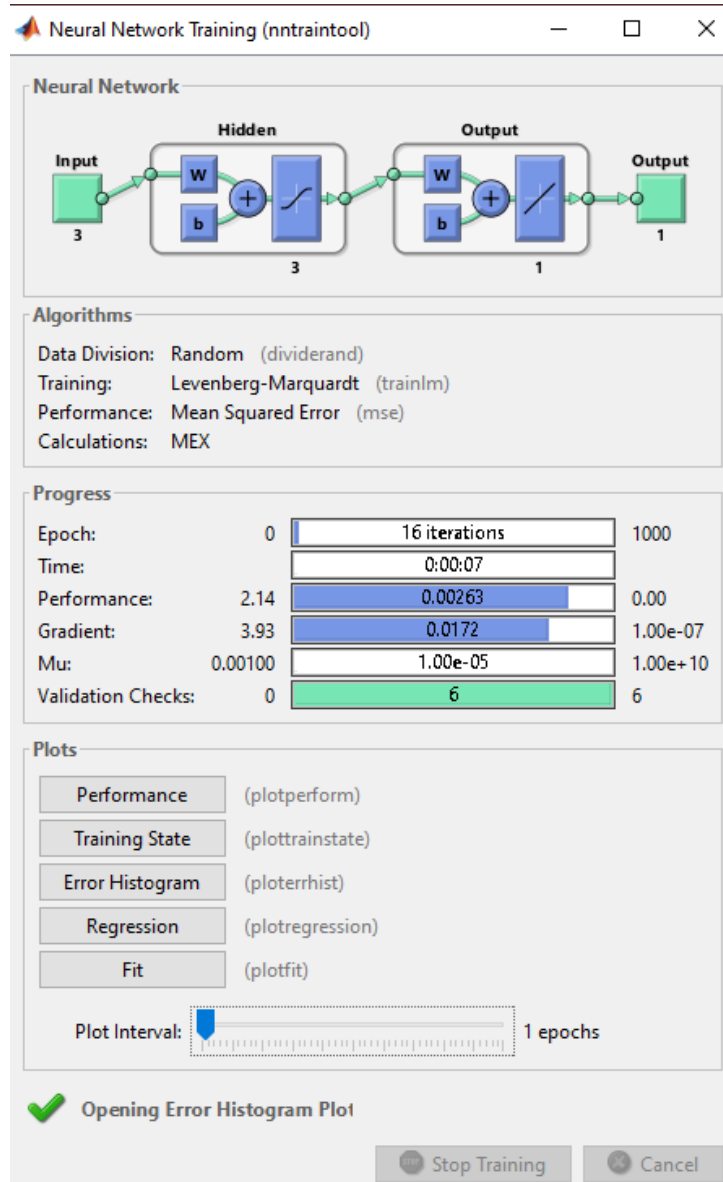 Neural Network Training (nntraintool)
Neural Network
Hidden Output
Input Output
W W
b b
3 3 1 1
Algorithms
Data Division: Random (dividerand)
Training: Levenberg-Marquardt (trainlm)
Performance: Mean Squared Error (mse)
Calculations: MEX
Progress
Epoch: 0 16 iterations 1000
Time: 0:00:07
Performance: 2.14 0.00263 0.00
Gradient: 3.93 0.0172 1.00e-07
Mu: 0.00100 1.00e-05 1.00e+10
Validation Checks: 0 6 6
Plots
Performance (plotperform)
Training State (plottrainstate)
Error Histogram (ploterrhist)
Regression (plotregression)
Fit (plotfit)
Plot Interval: 1 epochs
Opening Error Histogram Plot
Stop Training Cancel